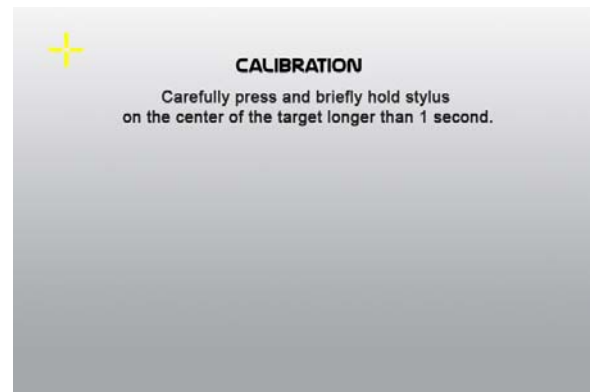 CALIBRATION
Carefully press and briefly hold stylus
on the center of the target longer than 1 second.